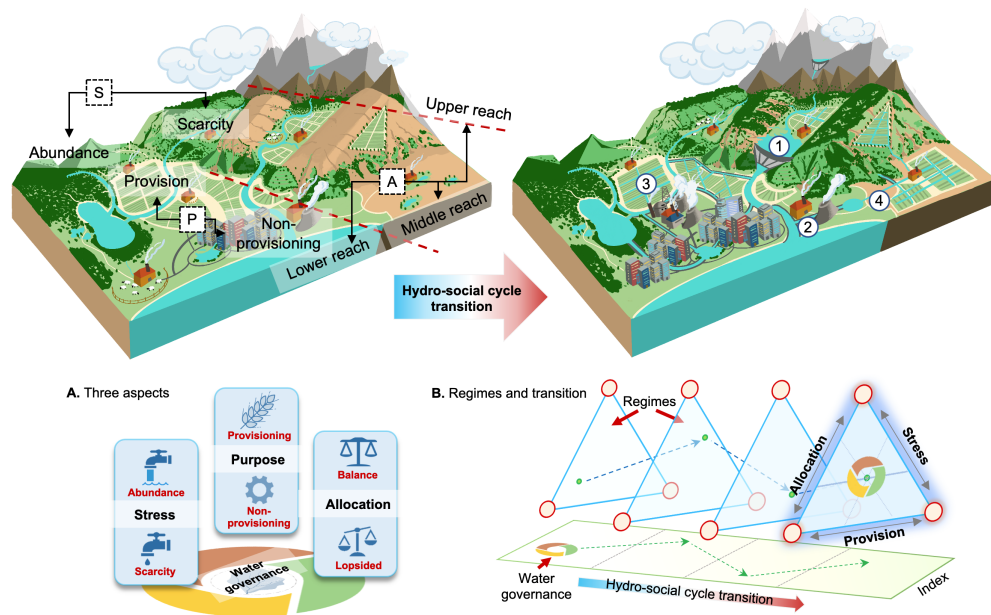 S
Scarcity
Abundance
Upper reach
Provision
A
P
Non-
provisioning
Middle reach
Lower reach
Hydro-social cycle
transition
1
2
3
4
A. Three aspects
Abundance
Stress
Scarcity
Provisioning
Purpose
Non-
provisioning
Balance
Allocation
Lopsided
Water
governance
B. Regimes and transition
Regimes
Allocation
Stress
Provision
Water
governance
Hydro-social cycle transition
Index